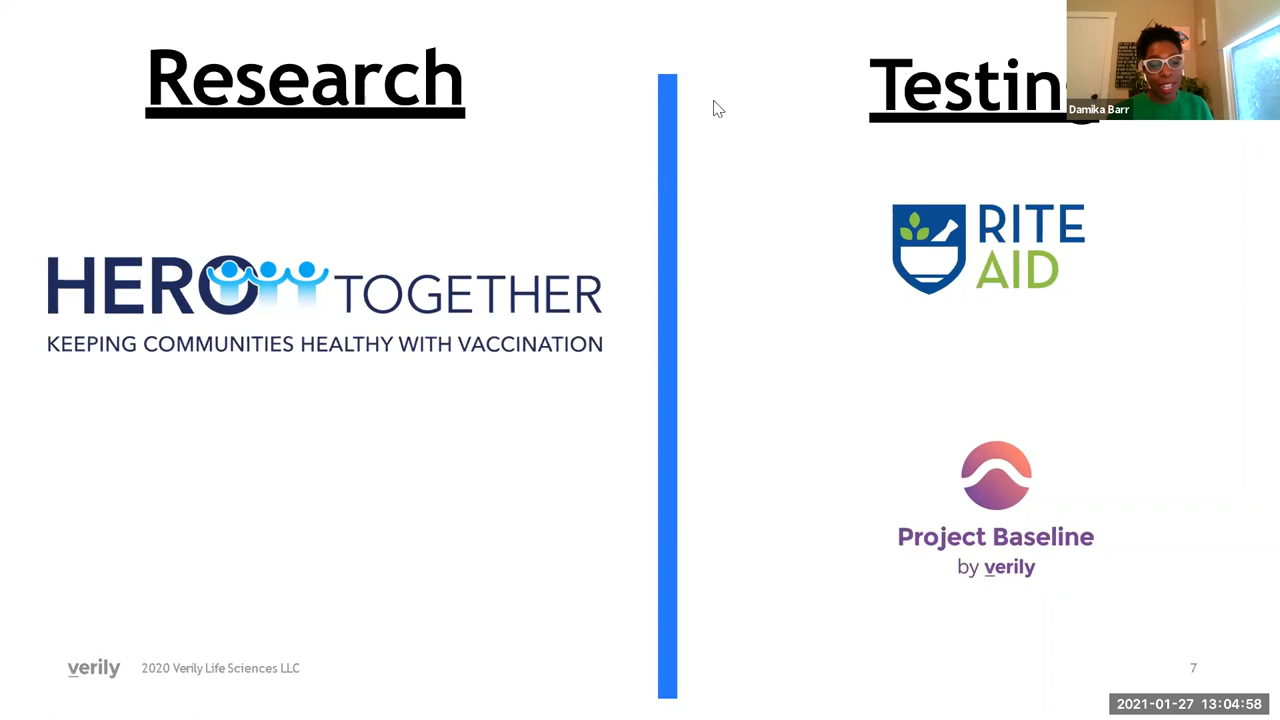 Research
Testing
Damika Barr
HERO TOGETHER
KEEPING COMMUNITIES HEALTHY WITH VACCINATION
RITE
AID
Project Baseline
by verily
verily 2020 Verily Life Sciences LLC
7
2021-01-27 13:04:58